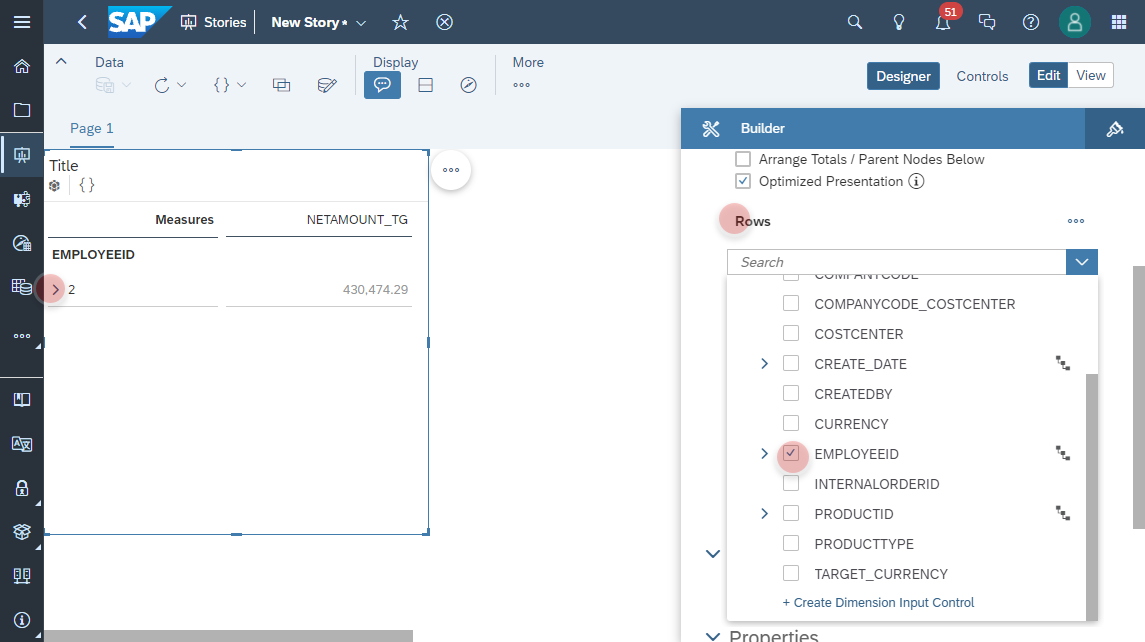 SAP Stories New Story * 51
Data Display More
Designer Controls Edit View
Page 1
Builder
Title
Arrange Totals / Parent Nodes Below
Optimized Presentation
{ }
Measures NETAMOUNT_TG
Rows
EMPLOYEEID
Search
2 430,474.29
COMPANYCODE
COMPANYCODE_COSTCENTER
COSTCENTER
CREATE_DATE
CREATEDBY
CURRENCY
EMPLOYEEID
INTERNALORDERID
PRODUCTID
PRODUCTTYPE
TARGET_CURRENCY
+ Create Dimension Input Control
Properties